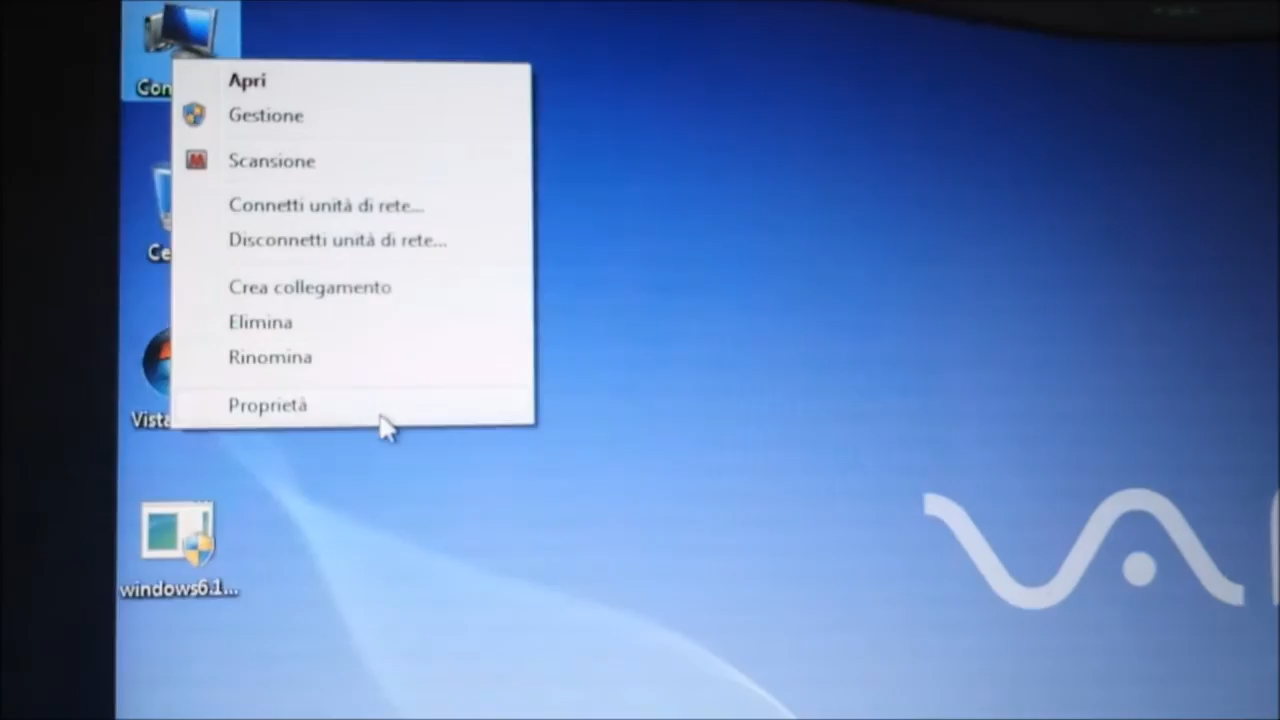 Apri
Gestione
Scansione
Connetti unità di rete...
Disconnetti unità di rete...
Crea collegamento
Elimina
Rinomina
Proprietà
windows6.1...